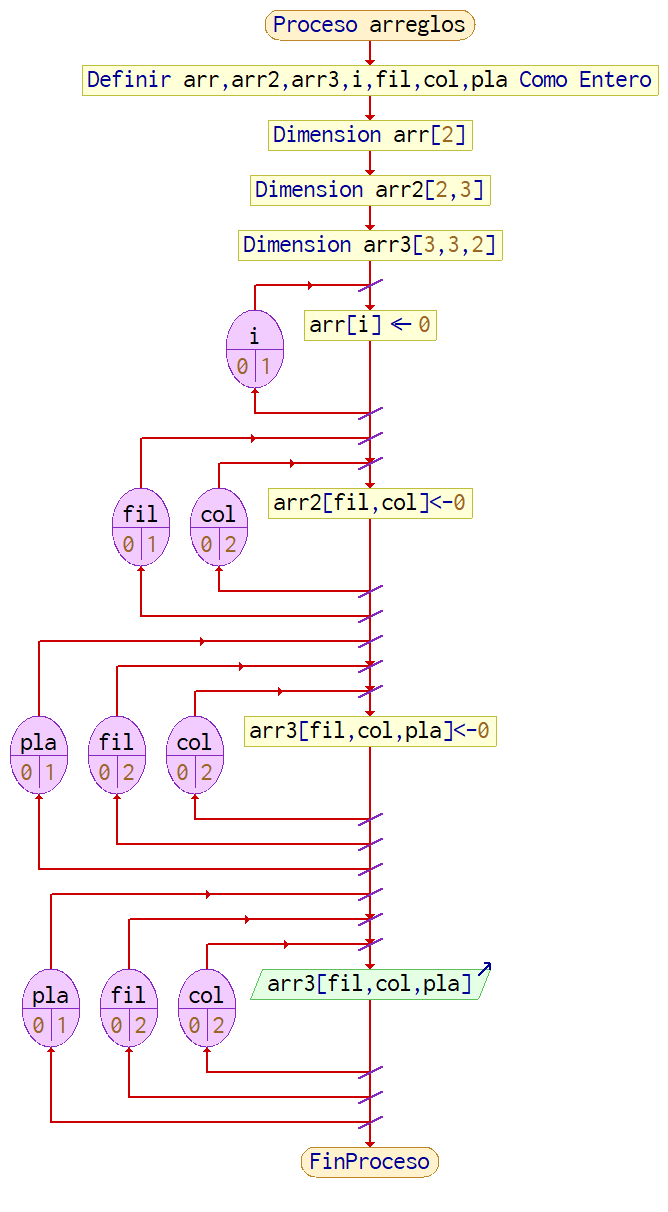 Proceso arreglos
Definir arr,arr2,arr3,i,fil,col,pla Como Entero
Dimension arr[2]
Dimension arr2[2,3]
Dimension arr3[3,3,2]
i
0 1
arr[i] <- 0
fil
0 1
col
0 2
arr2[fil,col]<-0
pla
0 1
fil
0 2
col
0 2
arr3[fil,col,pla]<-0
pla
0 1
fil
0 2
col
0 2
arr3[fil,col,pla]
FinProceso